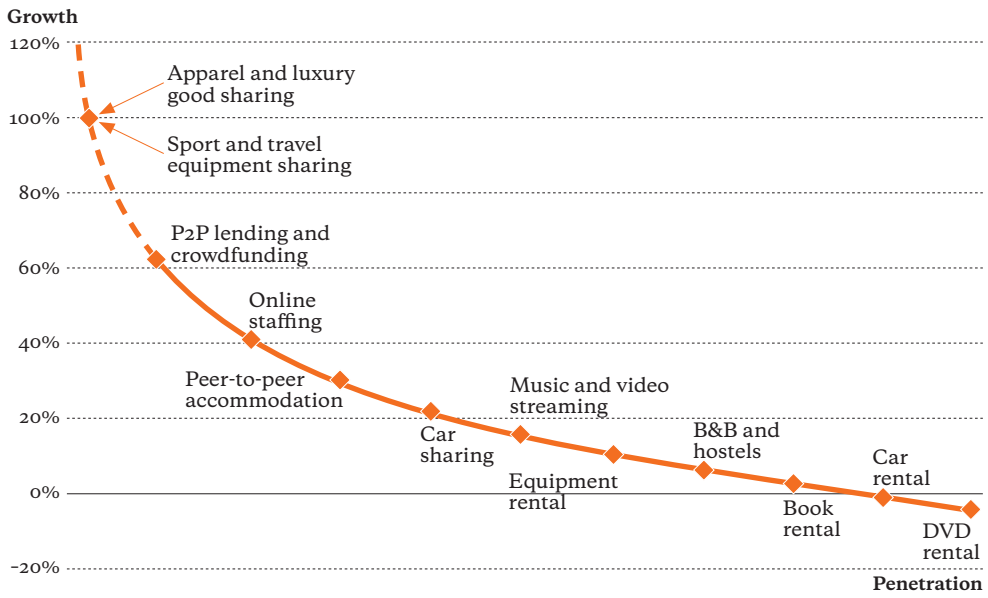 Growth
120%
Apparel and luxury
good sharing
100%
Sport and travel
equipment sharing
80%
P2P lending and
crowdfunding
60%
Online
staffing
40%
Peer-to-peer
accommodation
Music and video
streaming
20%
Car
sharing
B&B and
hostels
Car
rental
Equipment
rental
0%
Book
rental
DVD
rental
-20%
Penetration